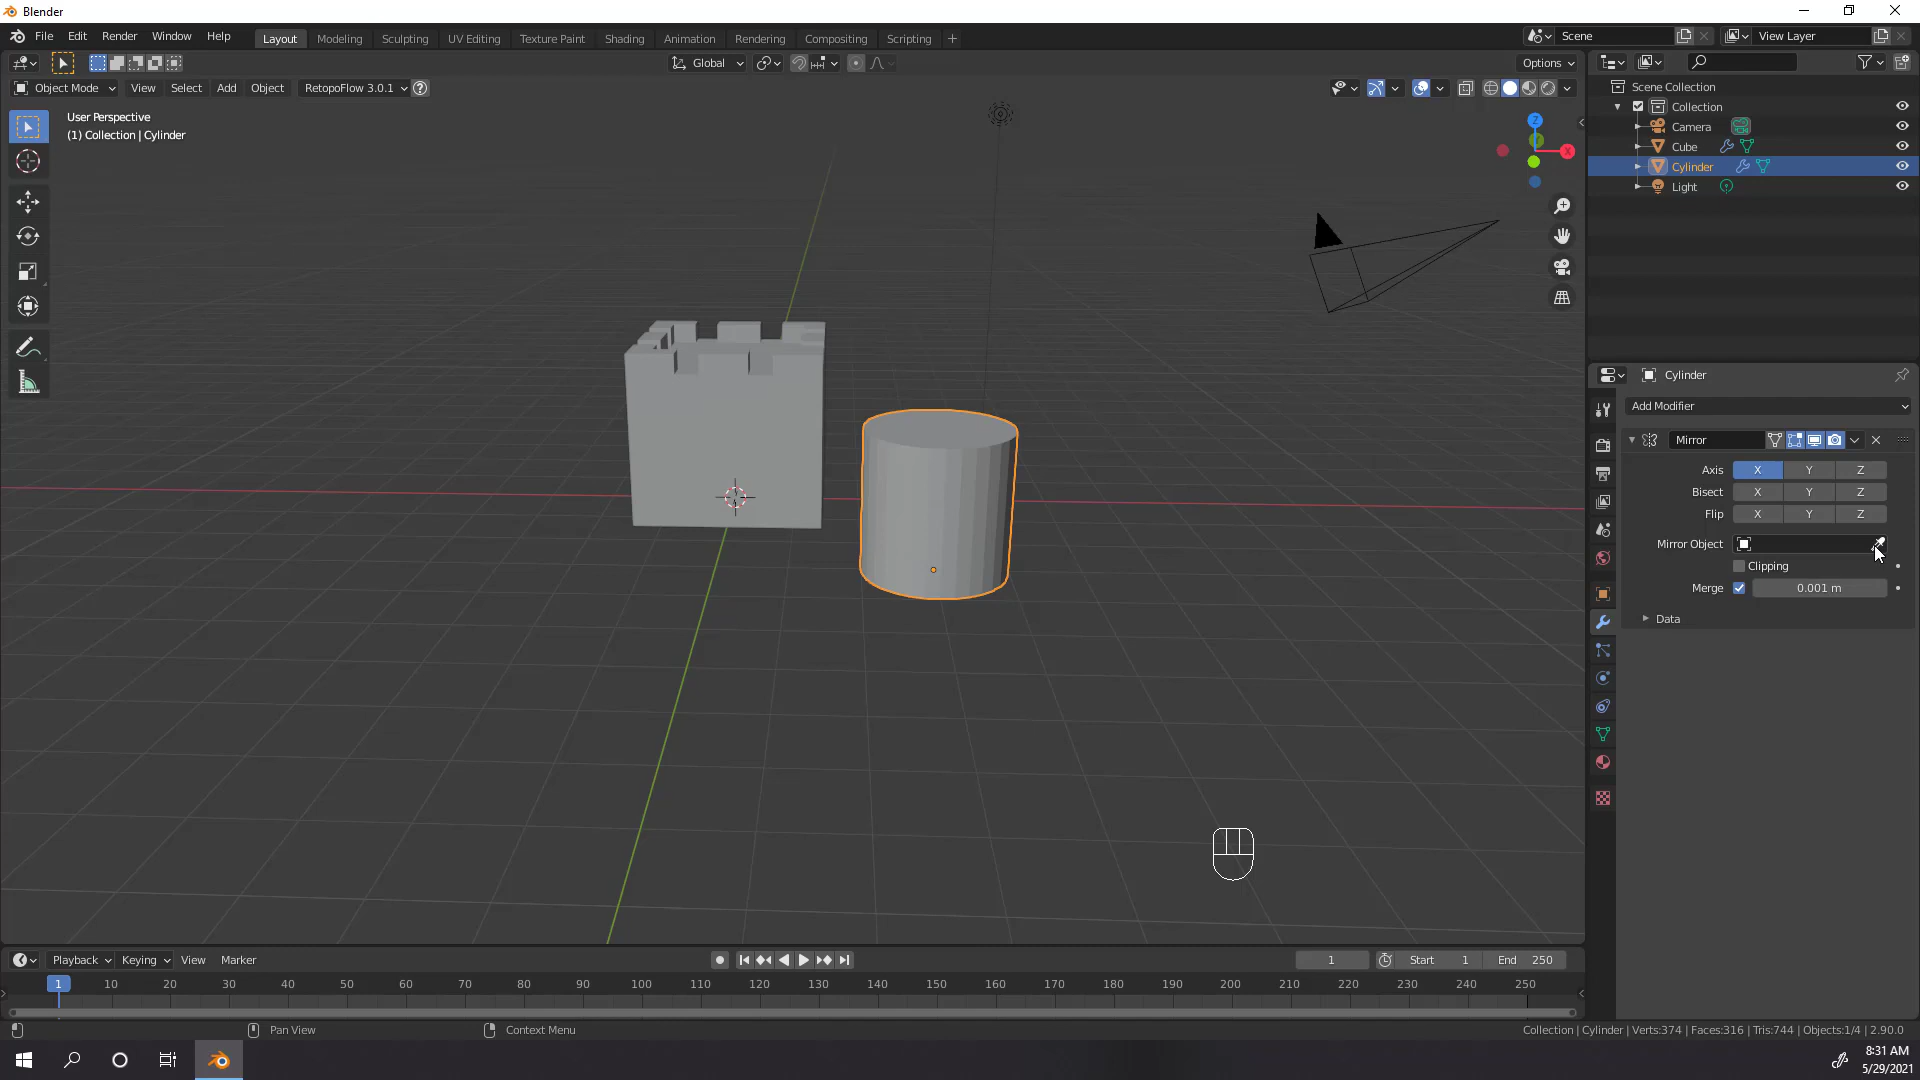 Blender
File Edit Render Window Help
Layout Modeling Sculpting UV Editing Texture Paint Shading Animation Rendering Compositing Scripting +
Scene
View Layer
Global
Options
Object Mode View Select Add Object RetopoFlow 3.0.1 ?
User Perspective
(1) Collection | Cylinder
Z
X
Scene Collection
Collection
Camera
Cube
Cylinder
Light
Cylinder
Add Modifier
Mirror
Axis X Y Z
Bisect X Y Z
Flip X Y Z
Mirror Object
Clipping
Merge 0.001 m
Data
Playback Keying View Marker
1 Start 1 End 250
1 10 20 30 40 50 60 70 80 90 100 110 120 130 140 150 160 170 180 190 200 210 220 230 240 250
Pan View Context Menu
Collection | Cylinder | Verts:374 | Faces:316 | Tris:744 | Objects:1/4 | 2.90.0
8:31 AM
5/29/2021